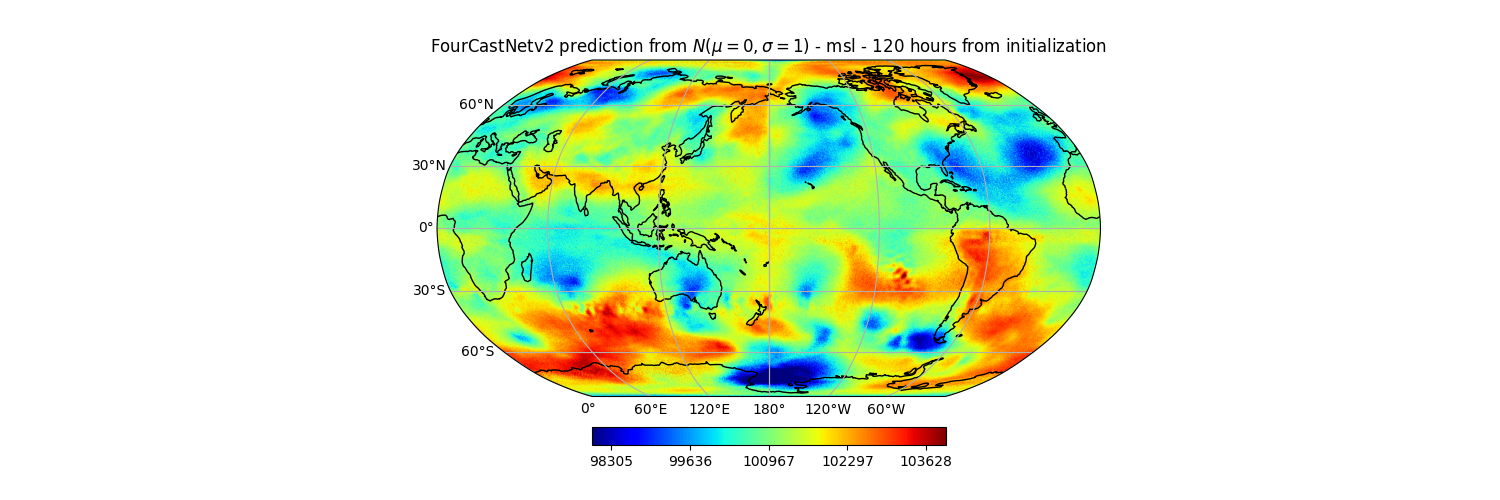 FourCastNetv2 prediction from N(μ = 0, σ = 1) - msl - 120 hours from initialization
60°N
30°N
0°
30°S
60°S
0° 60°E 120°E 180° 120°W 60°W
98305 99636 100967 102297 103628